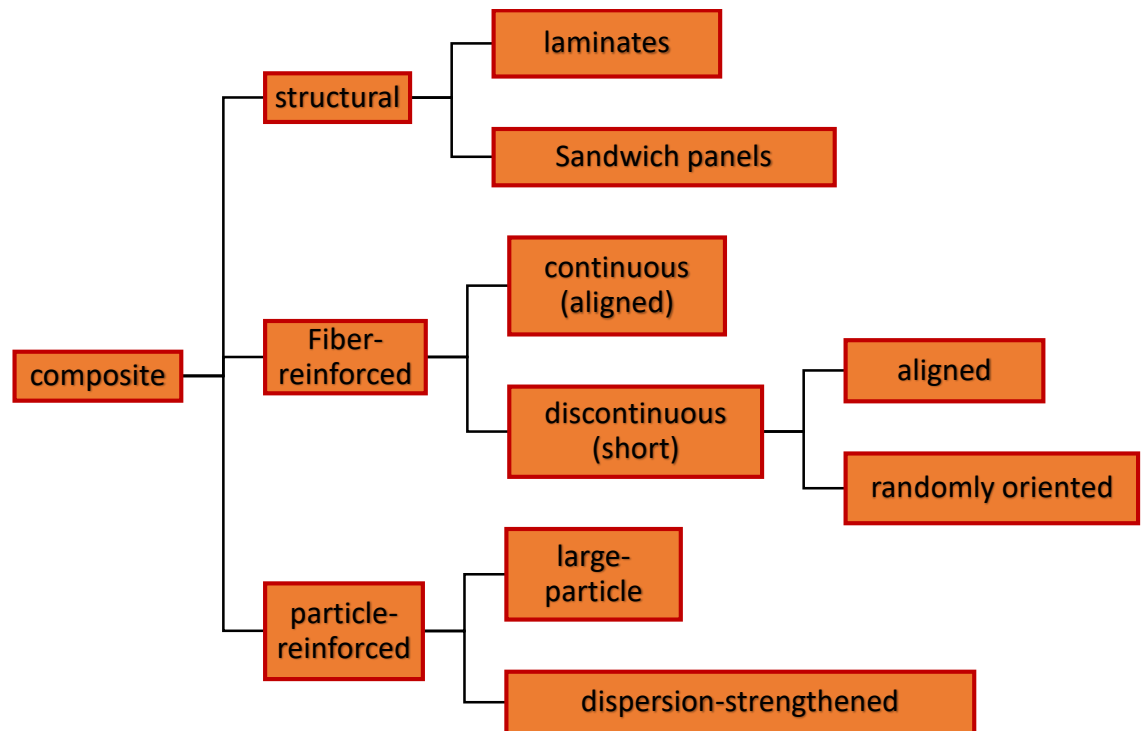 laminates
structural
Sandwich panels
continuous
(aligned)
Fiber-
reinforced
composite
aligned
discontinuous
(short)
randomly oriented
large-
particle
particle-
reinforced
dispersion-strengthened